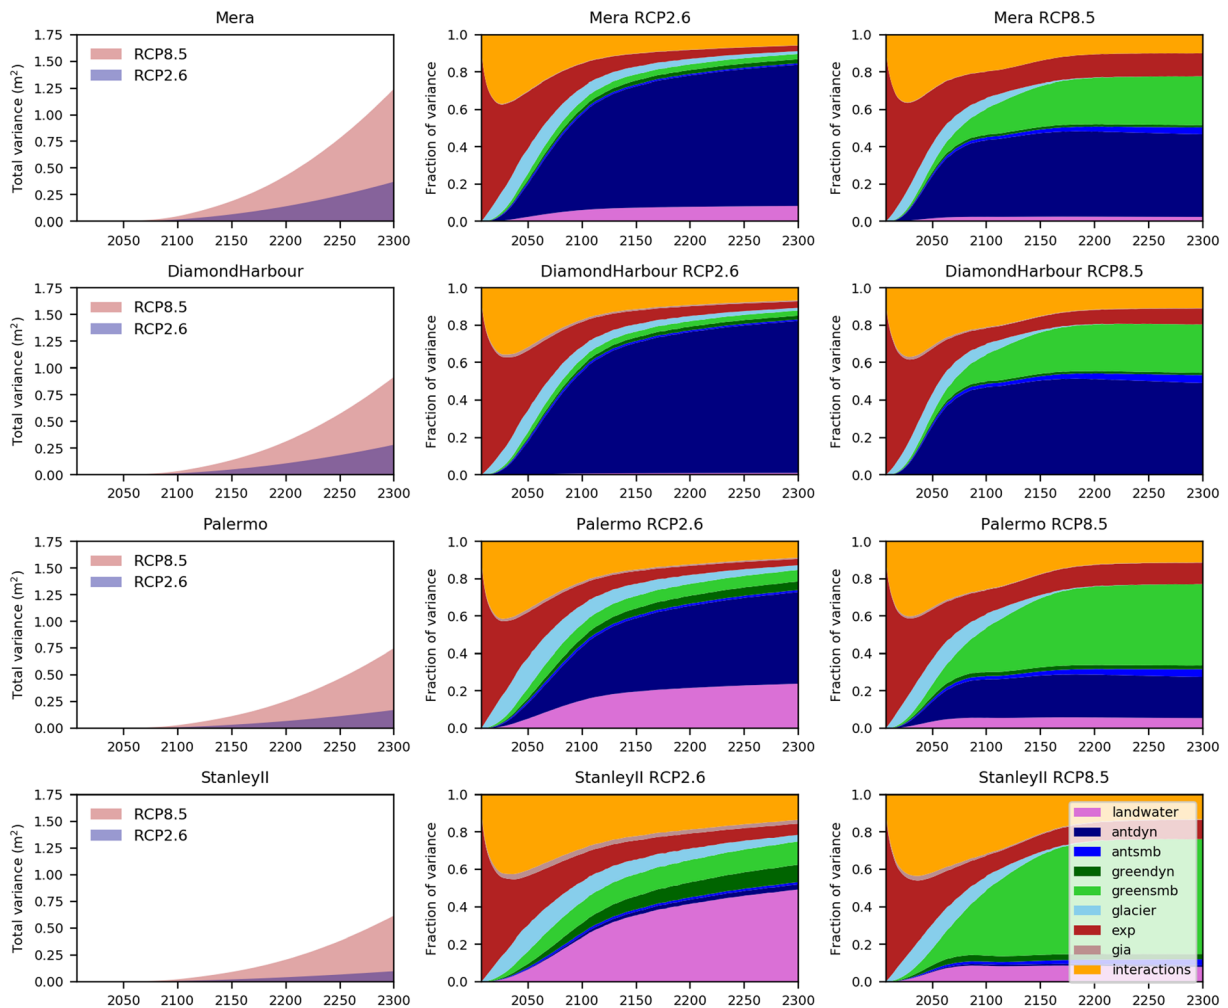 Mera
Mera RCP2.6
Mera RCP8.5
Total variance (m²)
1.75
1.50
1.25
1.00
0.75
0.50
0.25
0.00
RCP8.5
RCP2.6
2050 2100 2150 2200 2250 2300
Fraction of variance
1.0
0.8
0.6
0.4
0.2
0.0
2050 2100 2150 2200 2250 2300
Fraction of variance
1.0
0.8
0.6
0.4
0.2
0.0
2050 2100 2150 2200 2250 2300
DiamondHarbour
DiamondHarbour RCP2.6
DiamondHarbour RCP8.5
Total variance (m²)
1.75
1.50
1.25
1.00
0.75
0.50
0.25
0.00
RCP8.5
RCP2.6
2050 2100 2150 2200 2250 2300
Fraction of variance
1.0
0.8
0.6
0.4
0.2
0.0
2050 2100 2150 2200 2250 2300
Fraction of variance
1.0
0.8
0.6
0.4
0.2
0.0
2050 2100 2150 2200 2250 2300
Palermo
Palermo RCP2.6
Palermo RCP8.5
Total variance (m²)
1.75
1.50
1.25
1.00
0.75
0.50
0.25
0.00
RCP8.5
RCP2.6
2050 2100 2150 2200 2250 2300
Fraction of variance
1.0
0.8
0.6
0.4
0.2
0.0
2050 2100 2150 2200 2250 2300
Fraction of variance
1.0
0.8
0.6
0.4
0.2
0.0
2050 2100 2150 2200 2250 2300
StanleyII
StanleyII RCP2.6
StanleyII RCP8.5
Total variance (m²)
1.75
1.50
1.25
1.00
0.75
0.50
0.25
0.00
RCP8.5
RCP2.6
2050 2100 2150 2200 2250 2300
Fraction of variance
1.0
0.8
0.6
0.4
0.2
0.0
2050 2100 2150 2200 2250 2300
Fraction of variance
1.0
0.8
0.6
0.4
0.2
0.0
landwater
antdyn
antsmb
greendyn
greensmb
glacier
exp
gia
interactions
2050 2100 2150 2200 2250 2300